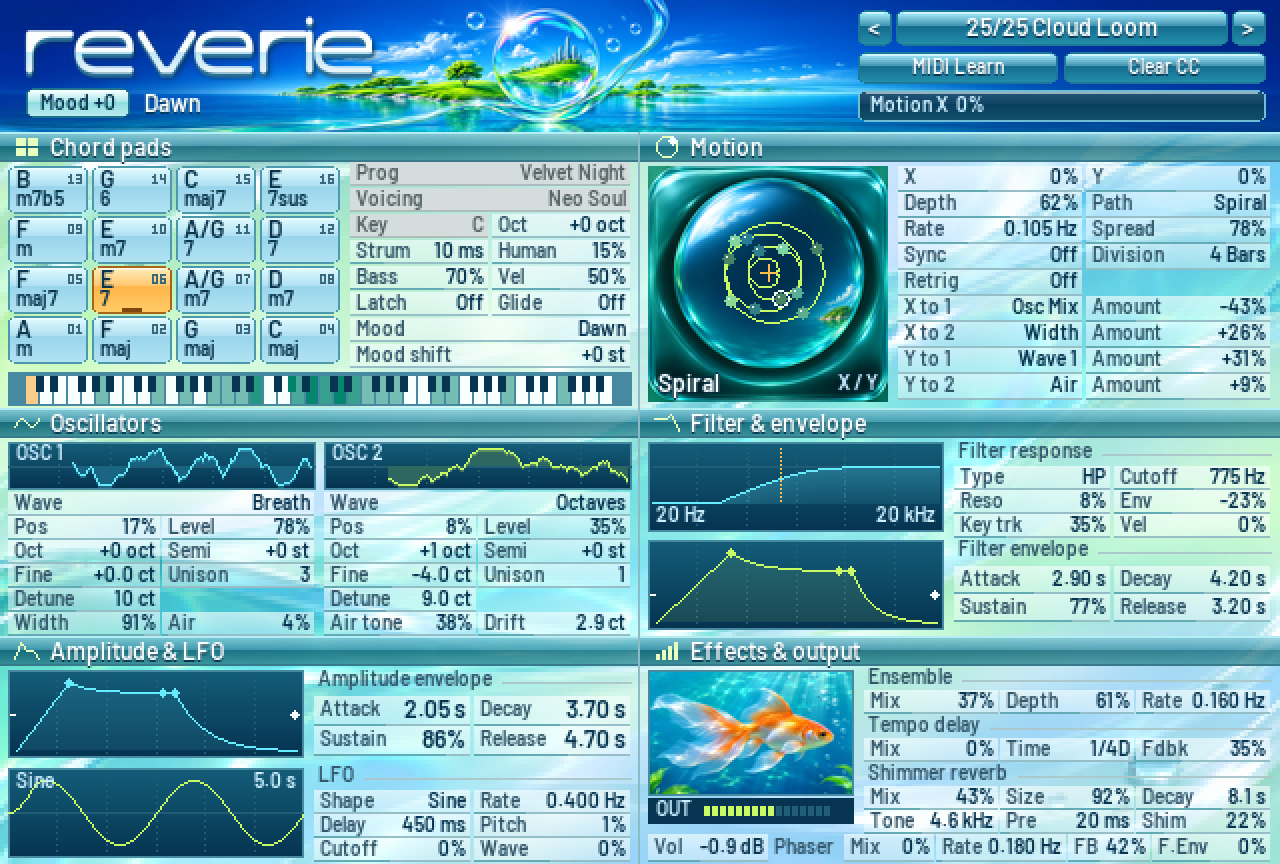 reverie
Mood +0 Dawn
< 25/25 Cloud Loom >
MIDI Learn Clear CC
Motion X 0%
Chord pads
B 13 G 14 C 15 E 16
m7b5 6 maj7 7sus
F 09 E 10 A/G 11 D 12
m m7 7 7
F 05 E 06 A/G 07 D 08
maj7 7 m7 m7
A 01 F 02 G 03 C 04
m maj maj maj
Prog Velvet Night
Voicing Neo Soul
Key C Oct +0 oct
Strum 10 ms Human 15%
Bass 70% Vel 50%
Latch Off Glide Off
Mood Dawn
Mood shift +0 st
Motion
Spiral X / Y
X 0% Y 0%
Depth 62% Path Spiral
Rate 0.105 Hz Spread 78%
Sync Off Division 4 Bars
Retrig Off
X to 1 Osc Mix Amount -43%
X to 2 Width Amount +26%
Y to 1 Wave 1 Amount +31%
Y to 2 Air Amount +9%
Oscillators
OSC 1
Wave Breath
Pos 17% Level 78%
Oct +0 oct Semi +0 st
Fine +0.0 ct Unison 3
Detune 10 ct
Width 91% Air 4%
OSC 2
Wave Octaves
Pos 8% Level 35%
Oct +1 oct Semi +0 st
Fine -4.0 ct Unison 1
Detune 9.0 ct
Air tone 38% Drift 2.9 ct
Filter & envelope
20 Hz 20 kHz
Filter response
Type HP Cutoff 775 Hz
Reso 8% Env -23%
Key trk 35% Vel 0%
Filter envelope
Attack 2.90 s Decay 4.20 s
Sustain 77% Release 3.20 s
Amplitude & LFO
Sine 5.0 s
Amplitude envelope
Attack 2.05 s Decay 3.70 s
Sustain 86% Release 4.70 s
LFO
Shape Sine Rate 0.400 Hz
Delay 450 ms Pitch 1%
Cutoff 0% Wave 0%
Effects & output
OUT
Ensemble
Mix 37% Depth 61% Rate 0.160 Hz
Tempo delay
Mix 0% Time 1/4D Fdbk 35%
Shimmer reverb
Mix 43% Size 92% Decay 8.1 s
Tone 4.6 kHz Pre 20 ms Shim 22%
Vol -0.9 dB Phaser Mix 0% Rate 0.180 Hz FB 42% F.Env 0%